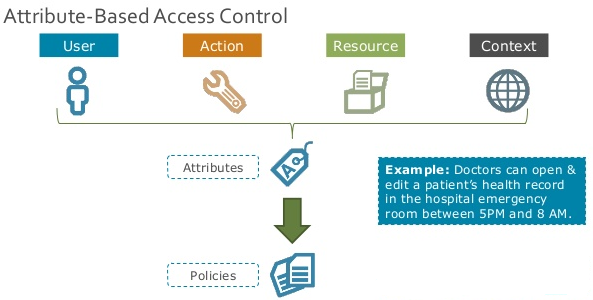 Attribute-Based Access Control
User
Action
Resource
Context
Attributes
A
Example: Doctors can open &
edit a patient's health record
in the hospital emergency
room between 5PM and 8 AM.
Policies